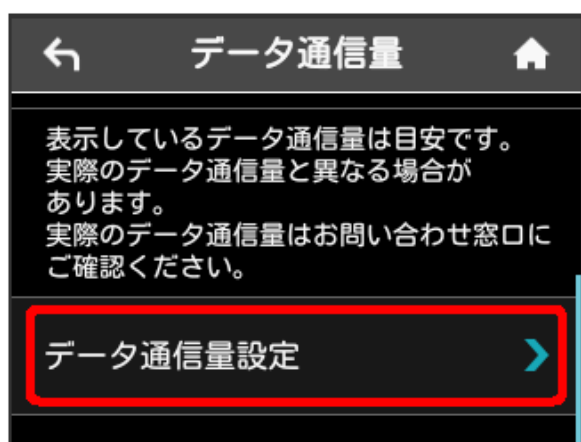 データ通信量
表示しているデータ通信量は目安です。
実際のデータ通信量と異なる場合が
あります。
実際のデータ通信量はお問い合わせ窓口に
ご確認ください。
データ通信量設定